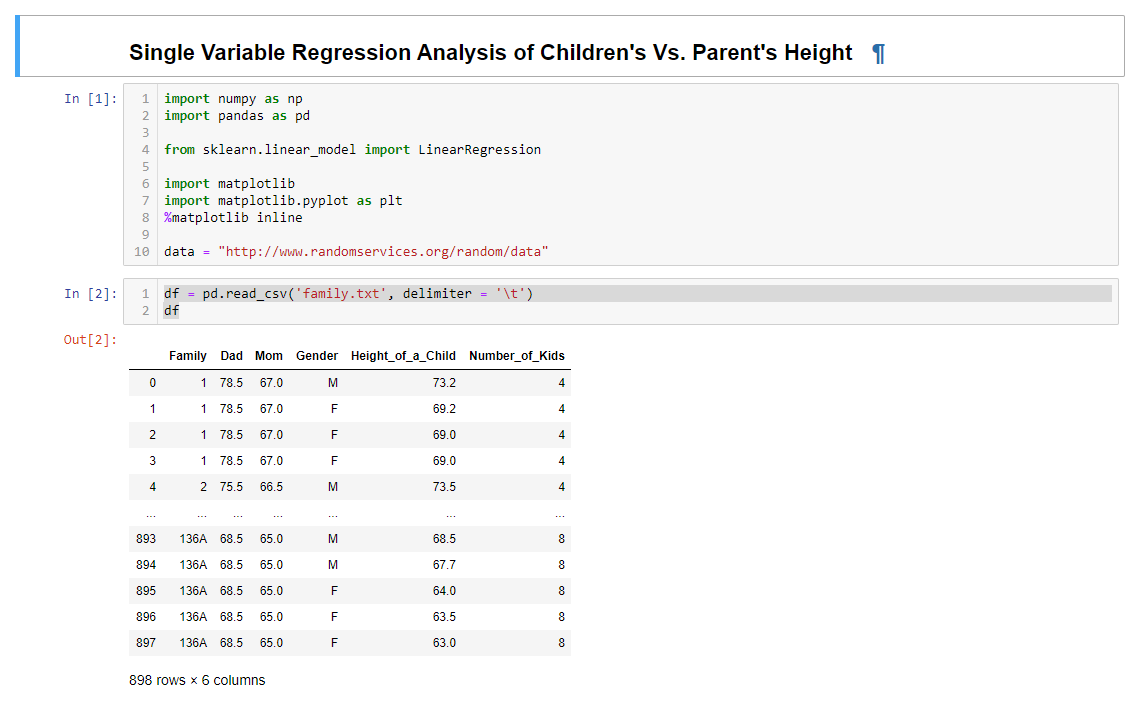 Single Variable Regression Analysis of Children's Vs. Parent's Height ¶
In [1]:
1 import numpy as np
2 import pandas as pd
3
4 from sklearn.linear_model import LinearRegression
5
6 import matplotlib
7 import matplotlib.pyplot as plt
8 %matplotlib inline
9
10 data = "http://www.randomservices.org/random/data"
In [2]:
1 df = pd.read_csv('family.txt', delimiter = '\t')
2 df
Out[2]:
Family Dad Mom Gender Height_of_a_Child Number_of_Kids
0 1 78.5 67.0 M 73.2 4
1 1 78.5 67.0 F 69.2 4
2 1 78.5 67.0 F 69.0 4
3 1 78.5 67.0 F 69.0 4
4 2 75.5 66.5 M 73.5 4
... ... ... ... ... ... ...
893 136A 68.5 65.0 M 68.5 8
894 136A 68.5 65.0 M 67.7 8
895 136A 68.5 65.0 F 64.0 8
896 136A 68.5 65.0 F 63.5 8
897 136A 68.5 65.0 F 63.0 8
898 rows × 6 columns